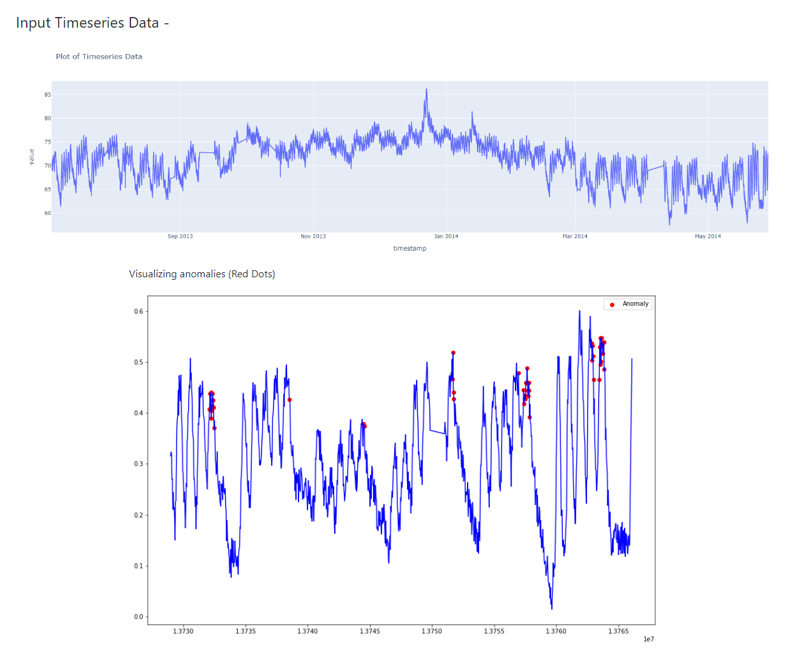 Input Timeseries Data -
Plot of Timeseries Data
85
80
75
70
65
60
value
Sep 2013 Nov 2013 Jan 2014 Mar 2014 May 2014
timestamp
Visualizing anomalies (Red Dots)
Anomaly
0.6
0.5
0.4
0.3
0.2
0.1
0.0
1.3730 1.3735 1.3740 1.3745 1.3750 1.3755 1.3760 1.3765
1e7